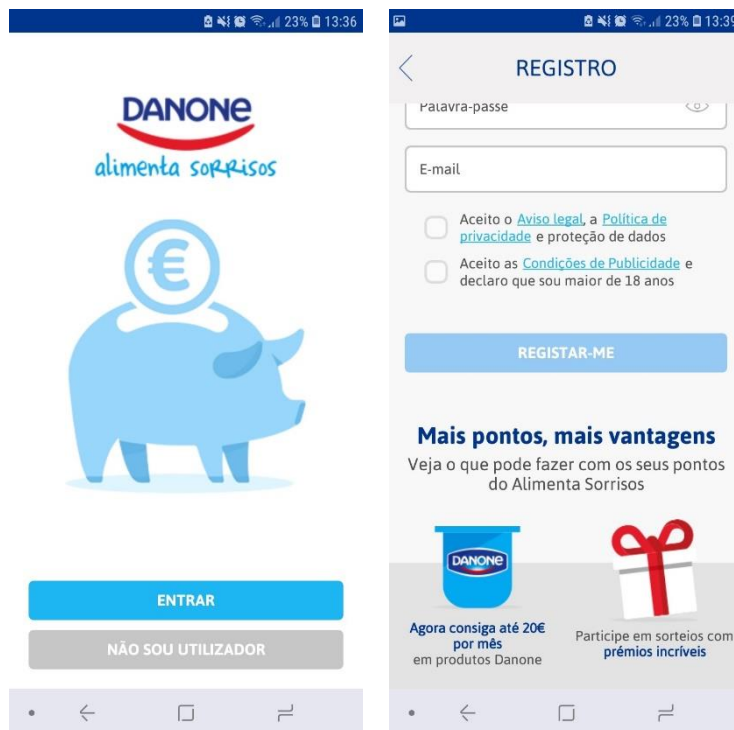 23% 13:36
DANONE
alimenta sorrisos
€
ENTRAR
NÃO SOU UTILIZADOR
23% 13:39
REGISTRO
Palavra-passe
E-mail
Aceito o Aviso legal, a Política de
privacidade e proteção de dados
Aceito as Condições de Publicidade e
declaro que sou maior de 18 anos
REGISTAR-ME
Mais pontos, mais vantagens
Veja o que pode fazer com os seus pontos
do Alimenta Sorrisos
DANONE
Agora consiga até 20€
por mês
em produtos Danone
Participe em sorteios com
prémios incríveis